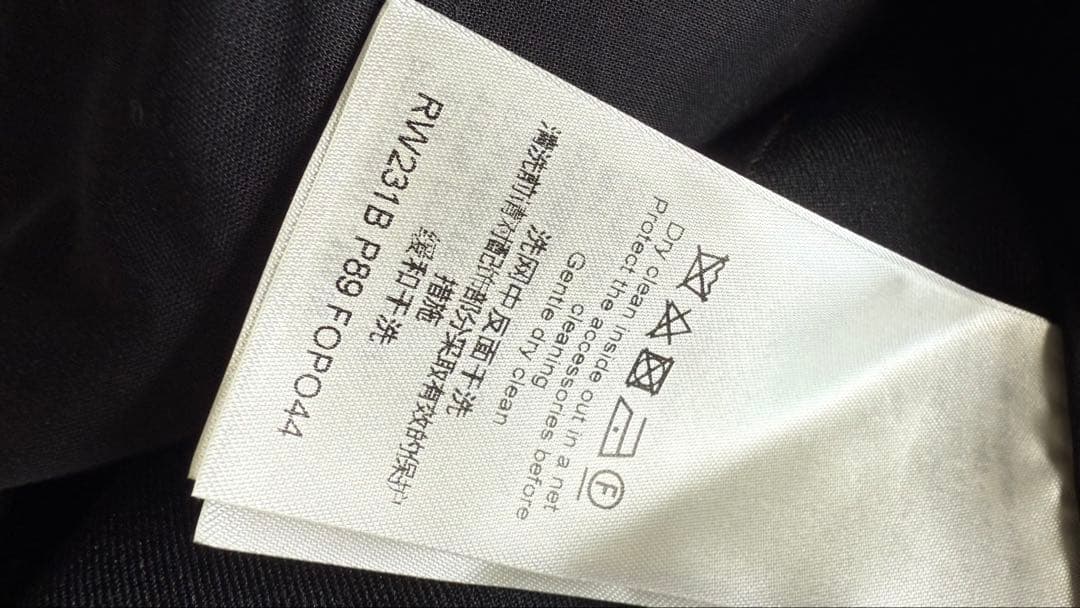 F
Dry clean inside out in a net
Protect the accessories before
cleaning
Gentle dry clean
洗网中反面干洗
清洗前请对配件部分采取有效的保护
措施
缓和干洗
RW231B P89 FOPO44